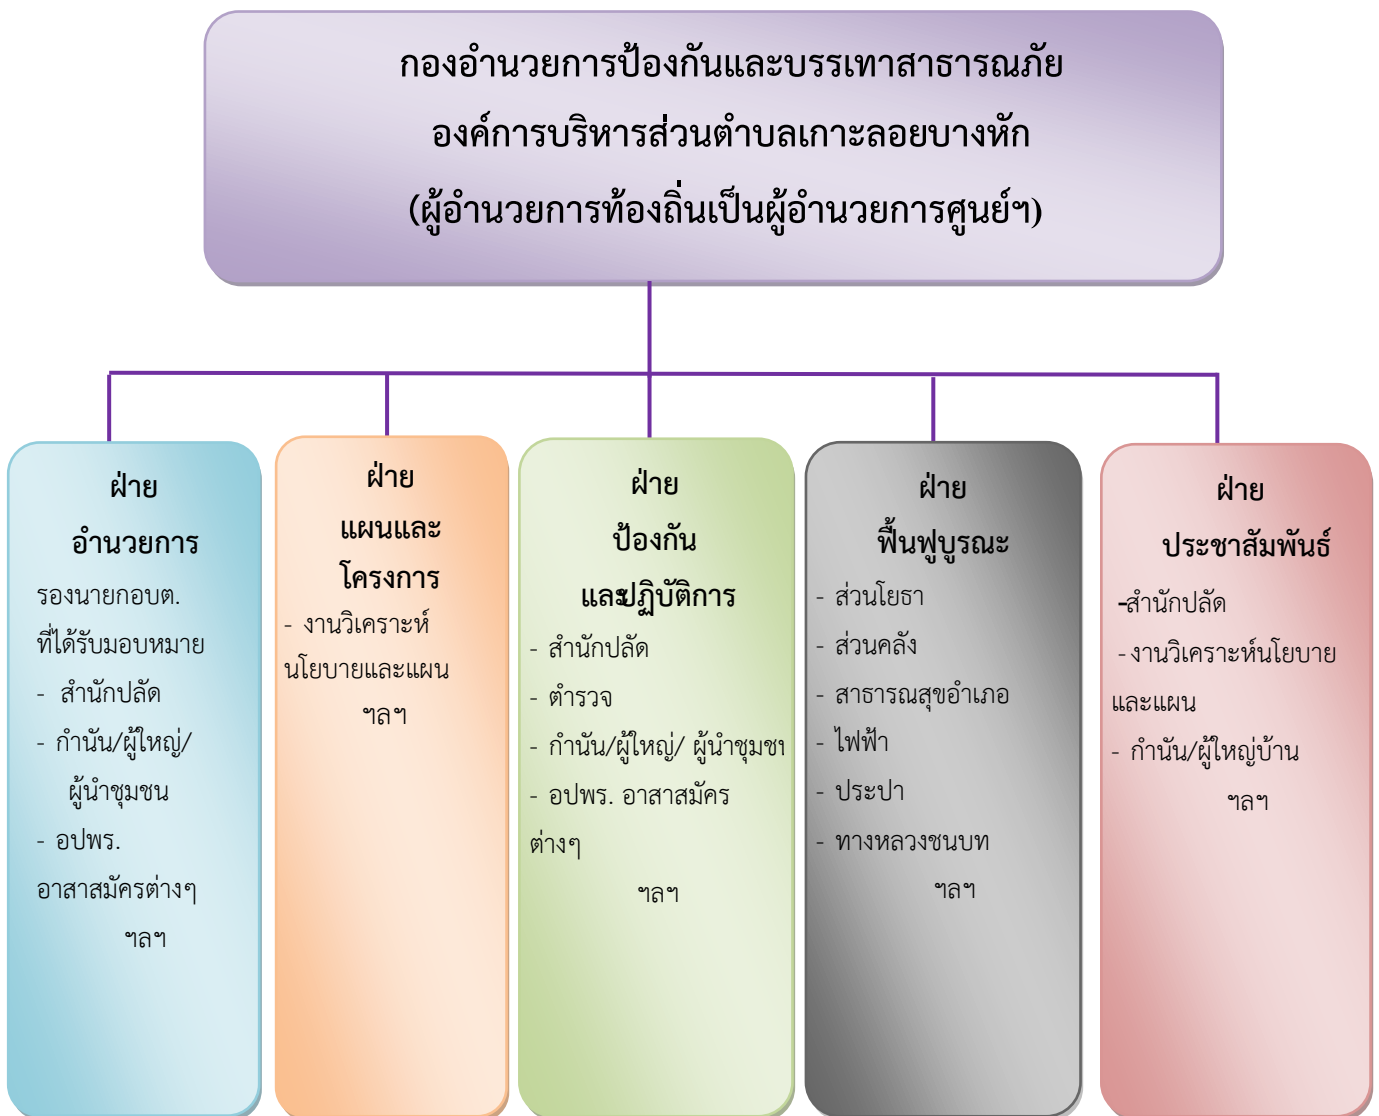 กองอำนวยการป้องกันและบรรเทาสาธารณภัย
องค์การบริหารส่วนตำบลเกาะลอยบางหัก
(ผู้อำนวยการท้องถิ่นเป็นผู้อำนวยการศูนย์ฯ)
ฝ่าย
อำนวยการ
รองนายกอบต.
ที่ได้รับมอบหมาย
- สำนักปลัด
- กำนัน/ผู้ใหญ่/
ผู้นำชุมชน
- อปพร.
อาสาสมัครต่างๆ
ฯลฯ
ฝ่าย
แผนและ
โครงการ
- งานวิเคราะห์
นโยบายและแผน
ฯลฯ
ฝ่าย
ป้องกัน
และปฏิบัติการ
- สำนักปลัด
- ตำรวจ
- กำนัน/ผู้ใหญ่/ ผู้นำชุมชน
- อปพร. อาสาสมัคร
ต่างๆ
ฯลฯ
ฝ่าย
ฟื้นฟูบูรณะ
- ส่วนโยธา
- ส่วนคลัง
- สาธารณสุขอำเภอ
- ไฟฟ้า
- ประปา
- ทางหลวงชนบท
ฯลฯ
ฝ่าย
ประชาสัมพันธ์
-สำนักปลัด
- งานวิเคราะห์นโยบาย
และแผน
- กำนัน/ผู้ใหญ่บ้าน
ฯลฯ